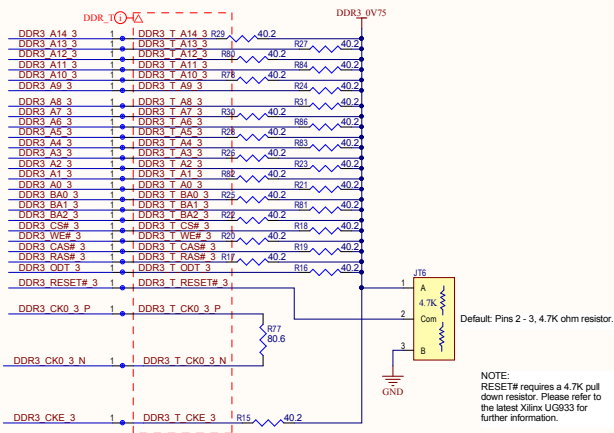 DDR_T i
DDR3_0V75
DDR3_A14_3 1 DDR3_T_A14_3 R29 40.2
DDR3_A13_3 1 DDR3_T_A13_3 R27 40.2
DDR3_A12_3 1 DDR3_T_A12_3 R80 40.2
DDR3_A11_3 1 DDR3_T_A11_3 R84 40.2
DDR3_A10_3 1 DDR3_T_A10_3 R78 40.2
DDR3_A9_3 1 DDR3_T_A9_3 R24 40.2
DDR3_A8_3 1 DDR3_T_A8_3 R31 40.2
DDR3_A7_3 1 DDR3_T_A7_3 R30 40.2
DDR3_A6_3 1 DDR3_T_A6_3 R86 40.2
DDR3_A5_3 1 DDR3_T_A5_3 R28 40.2
DDR3_A4_3 1 DDR3_T_A4_3 R83 40.2
DDR3_A3_3 1 DDR3_T_A3_3 R26 40.2
DDR3_A2_3 1 DDR3_T_A2_3 R23 40.2
DDR3_A1_3 1 DDR3_T_A1_3 R82 40.2
DDR3_A0_3 1 DDR3_T_A0_3 R21 40.2
DDR3_BA0_3 1 DDR3_T_BA0_3 R25 40.2
DDR3_BA1_3 1 DDR3_T_BA1_3 R81 40.2
DDR3_BA2_3 1 DDR3_T_BA2_3 R22 40.2
DDR3_CS#_3 1 DDR3_T_CS#_3 R18 40.2
DDR3_WE#_3 1 DDR3_T_WE#_3 R20 40.2
DDR3_CAS#_3 1 DDR3_T_CAS#_3 R19 40.2
DDR3_RAS#_3 1 DDR3_T_RAS#_3 R17 40.2
DDR3_ODT_3 1 DDR3_T_ODT_3 R16 40.2
DDR3_RESET#_3 1 DDR3_T_RESET#_3
DDR3_CK0_3_P 1 DDR3_T_CK0_3_P
R77
80.6
DDR3_CK0_3_N 1 DDR3_T_CK0_3_N
DDR3_CKE_3 1 DDR3_T_CKE_3 R15 40.2
JT6
1 A
4.7K
2 Com
3 B
GND
Default: Pins 2 - 3, 4.7K ohm resistor.
NOTE:
RESET# requires a 4.7K pull
down resistor. Please refer to
the latest Xilinx UG933 for
further information.